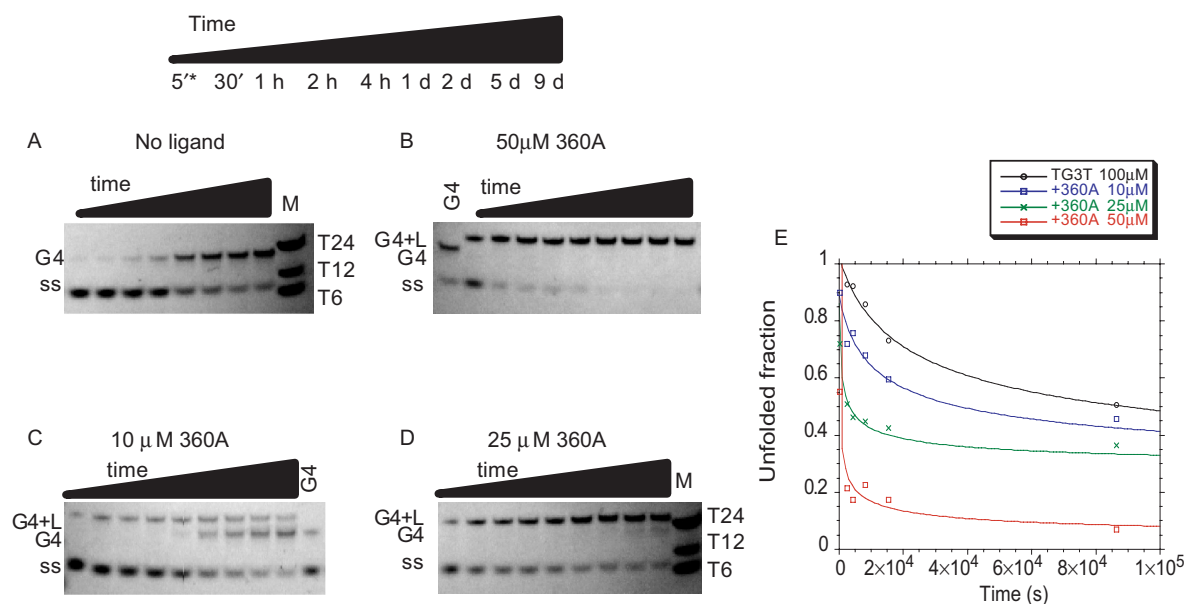 Time
5′* 30′ 1 h 2 h 4 h 1 d 2 d 5 d 9 d
A No ligand
time
M
G4
ss
T24
T12
T6
B 50μM 360A
G4
time
G4+L
G4
ss
C 10 μ M 360A
time
G4
G4+L
G4
ss
D 25 μ M 360A
time
M
G4+L
G4
ss
T24
T12
T6
E
TG3T 100μM
+360A 10μM
+360A 25μM
+360A 50μM
Unfolded fraction
1
0.8
0.6
0.4
0.2
0
0 2×10⁴ 4×10⁴ 6×10⁴ 8×10⁴ 1×10⁵
Time (s)